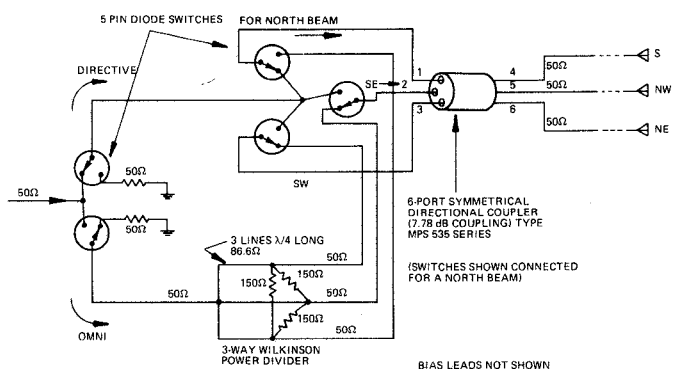 5 PIN DIODE SWITCHES
FOR NORTH BEAM
DIRECTIVE
SE
1
2
3
4
5
6
50Ω
50Ω
50Ω
S
NW
NE
SW
50Ω
50Ω
50Ω
6-PORT SYMMETRICAL
DIRECTIONAL COUPLER
(7.78 dB COUPLING) TYPE
MPS 535 SERIES
(SWITCHES SHOWN CONNECTED
FOR A NORTH BEAM)
3 LINES λ/4 LONG
86.6Ω
50Ω
150Ω
150Ω
150Ω
50Ω
50Ω
50Ω
50Ω
OMNI
3-WAY WILKINSON
POWER DIVIDER
BIAS LEADS NOT SHOWN